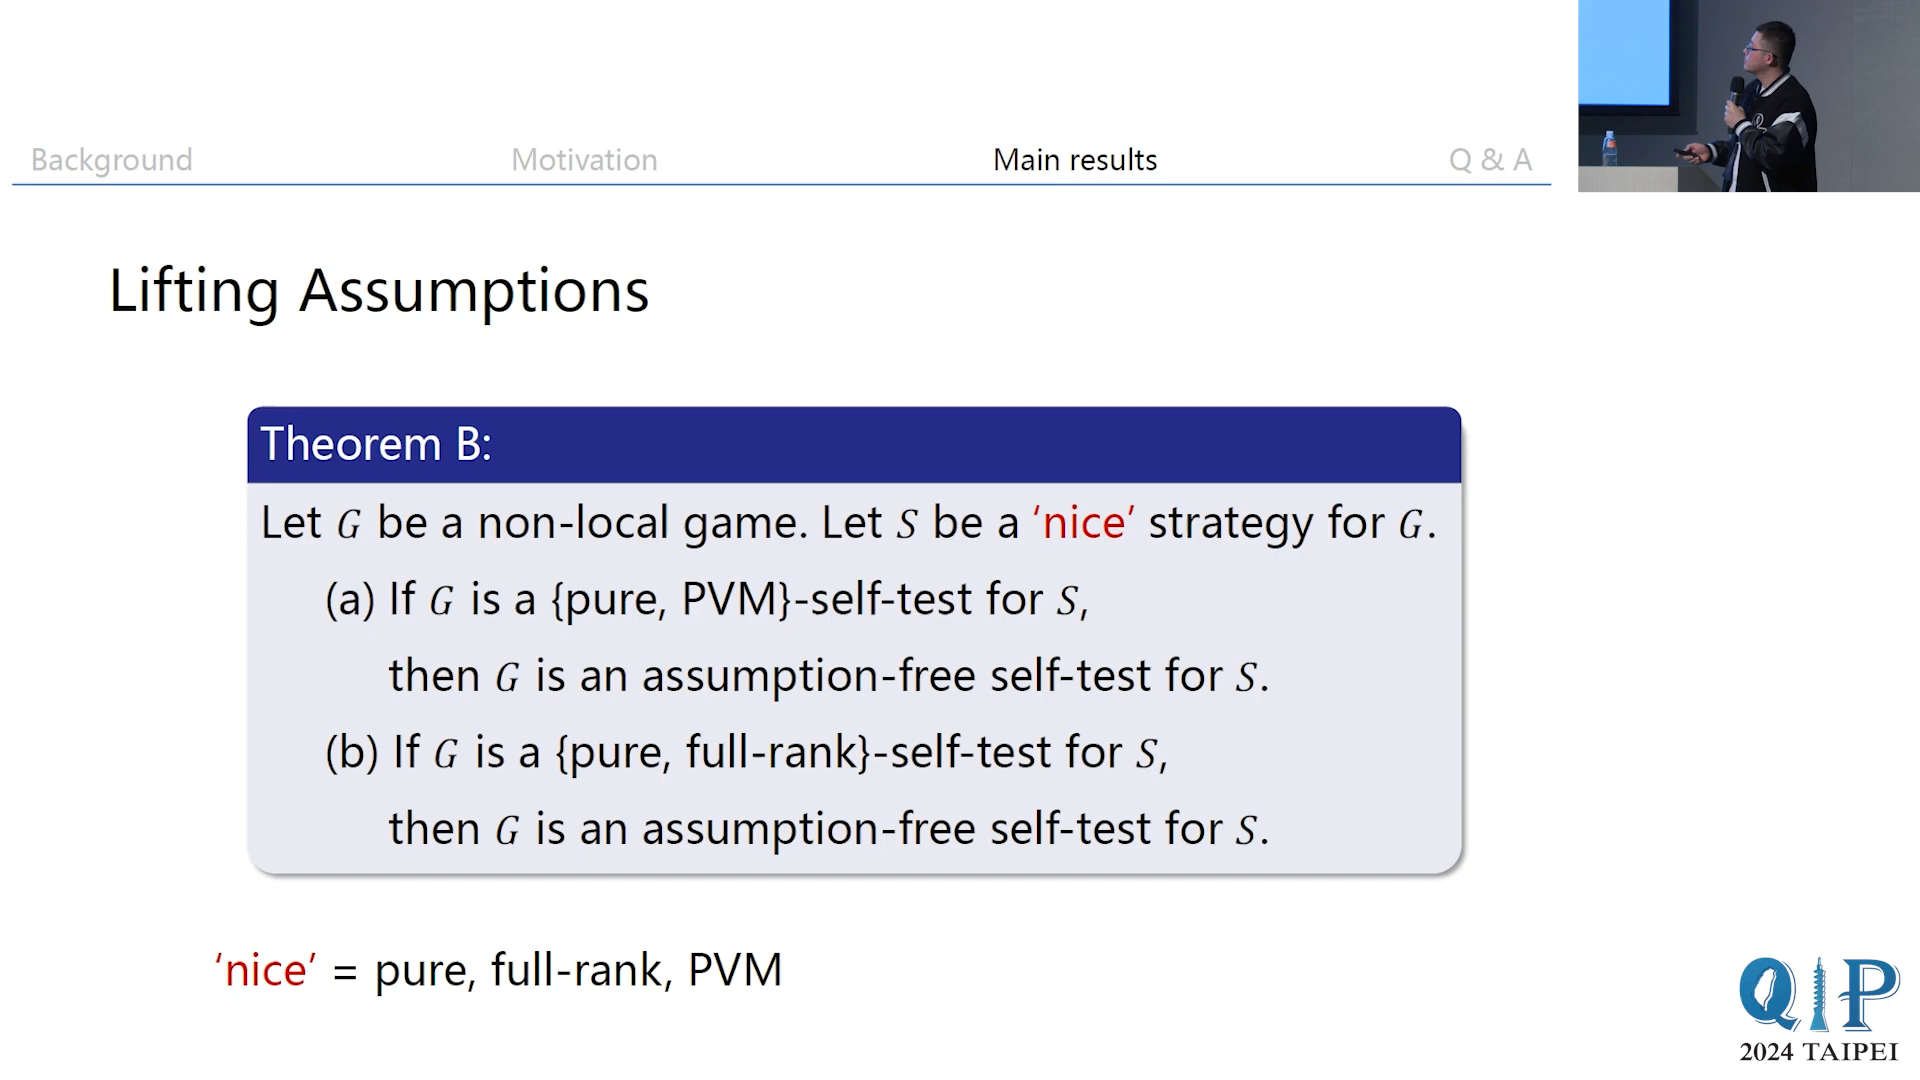 Background Motivation Main results Q & A
Lifting Assumptions
Theorem B:
Let G be a non-local game. Let S be a ‘nice’ strategy for G.
(a) If G is a {pure, PVM}-self-test for S,
then G is an assumption-free self-test for S.
(b) If G is a {pure, full-rank}-self-test for S,
then G is an assumption-free self-test for S.
‘nice’ = pure, full-rank, PVM
QIP
2024 TAIPEI